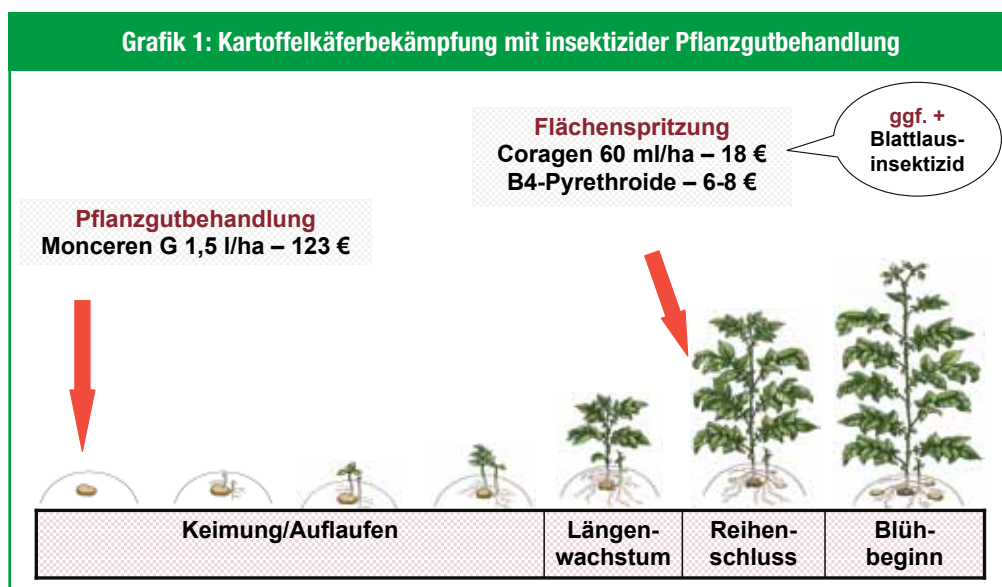 Grafik 1: Kartoffelkäferbekämpfung mit insektizider Pflanzgutbehandlung
Flächenspritzung
Coragen 60 ml/ha – 18 €
B4-Pyrethroide – 6-8 €
ggf. +
Blattlaus-
insektizid
Pflanzgutbehandlung
Monceren G 1,5 l/ha – 123 €
Keimung/Auflaufen
Längen-
wachstum
Reihen-
schluss
Blüh-
beginn